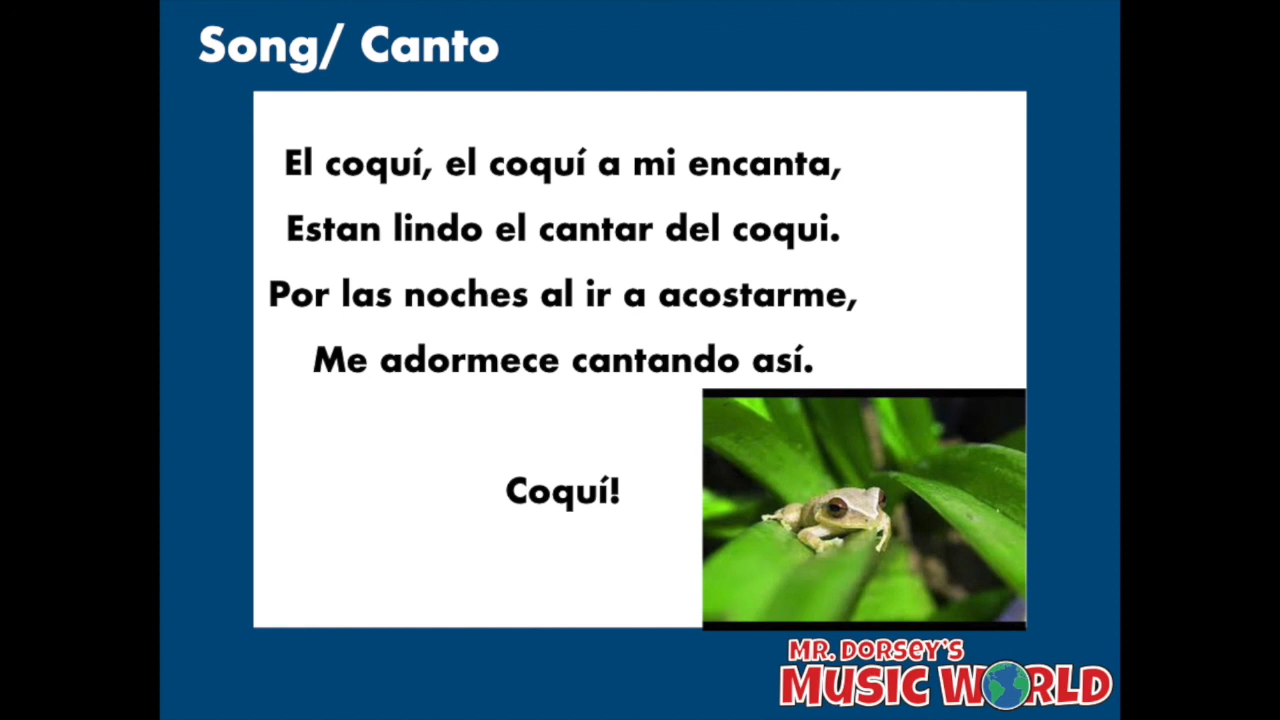 Song/ Canto
El coquí, el coquí a mi encanta,
Estan lindo el cantar del coqui.
Por las noches al ir a acostarme,
Me adormece cantando así.
Coquí!
MR. DORSEY'S
MUSIC WORLD